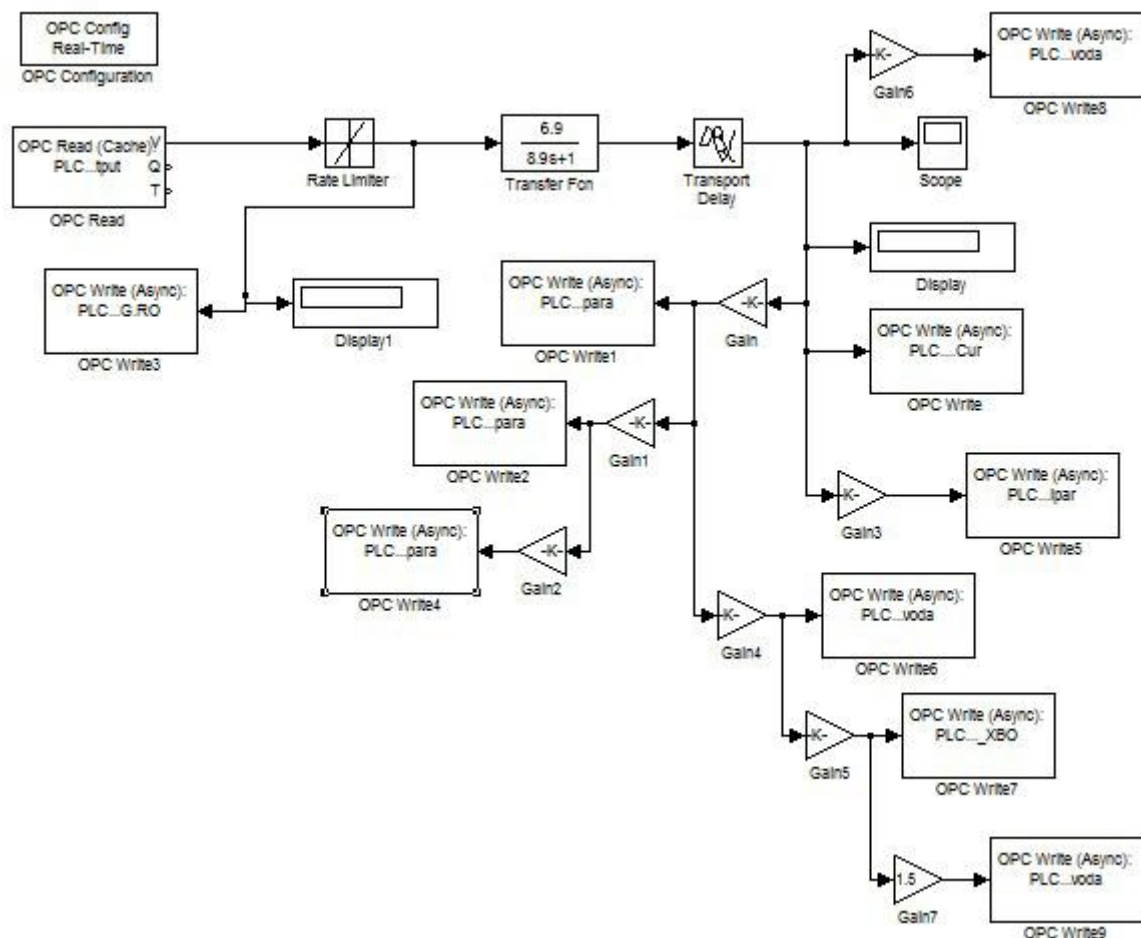 OPC Config
Real-Time
OPC Configuration
OPC Write (Async):
PLC...voda
OPC Write8
-K-
Gain6
OPC Read (Cache)
PLC...tput
V
Q
T
OPC Read
Rate Limiter
6.9
8.9s+1
Transfer Fcn
Transport
Delay
Scope
OPC Write (Async):
PLC...G.RO
OPC Write3
Display1
OPC Write (Async):
PLC...para
OPC Write1
-K-
Gain
Display
OPC Write (Async):
PLC....Cur
OPC Write
OPC Write (Async):
PLC...para
OPC Write2
-K-
Gain1
K-
Gain3
OPC Write (Async):
PLC...lpar
OPC Write5
OPC Write (Async):
PLC...para
OPC Write4
-K-
Gain2
K-
Gain4
OPC Write (Async):
PLC...voda
OPC Write6
K-
Gain5
OPC Write (Async):
PLC..._XBO
OPC Write7
1.5
Gain7
OPC Write (Async):
PLC...voda
OPC Write9